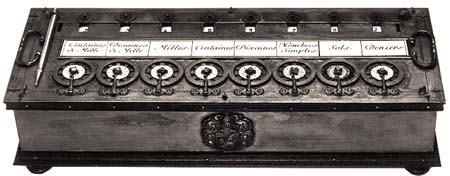 Centaines de Mille
Dixaines de Mille
Milles
Centaines
Dixaines
Nombres Simples
Sols
Deniers